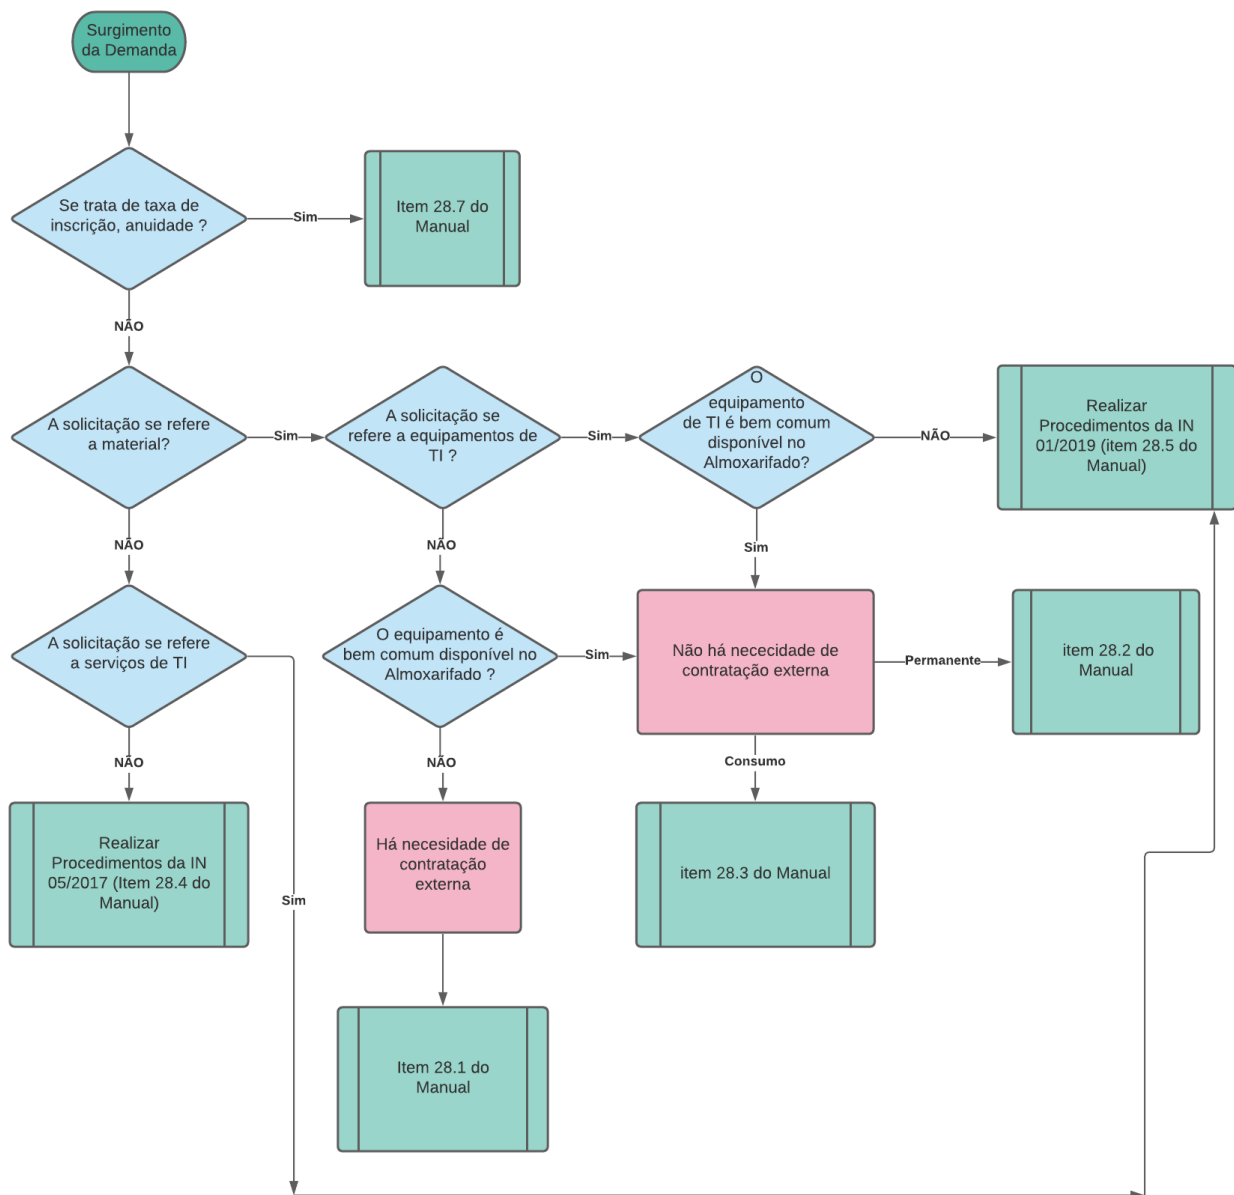 Surgimento
da Demanda
Se trata de taxa de
inscrição, anuidade ?
Sim
Item 28.7 do
Manual
NÃO
A solicitação se refere
a material?
Sim
A solicitação se
refere a equipamentos de
TI ?
Sim
O
equipamento
de TI é bem comum
disponível no
Almoxarifado?
NÃO
Realizar
Procedimentos da IN
01/2019 (item 28.5 do
Manual)
NÃO
NÃO
Sim
A solicitação se refere
a serviços de TI
O equipamento é
bem comum disponível no
Almoxarifado ?
Sim
Não há nececidade de
contratação externa
Permanente
item 28.2 do
Manual
NÃO
NÃO
Consumo
Realizar
Procedimentos da IN
05/2017 (Item 28.4 do
Manual)
Sim
Há necesidade de
contratação
externa
item 28.3 do Manual
Item 28.1 do
Manual